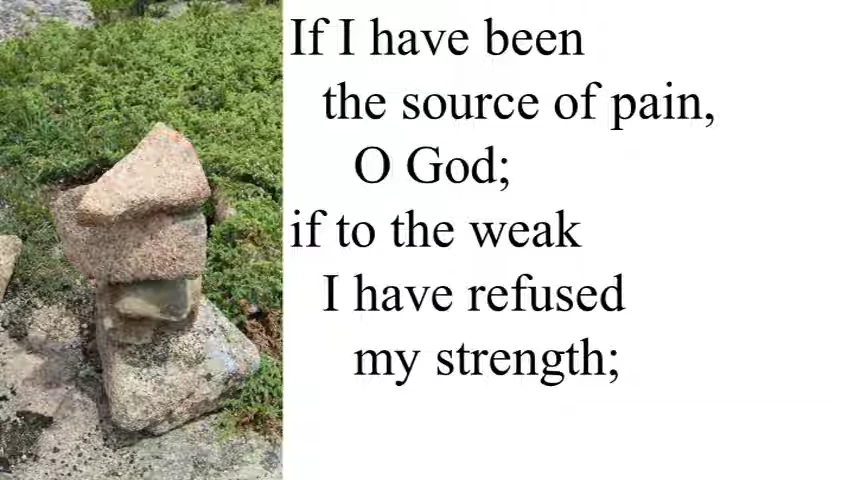 If I have been
the source of pain,
O God;
if to the weak
I have refused
my strength;